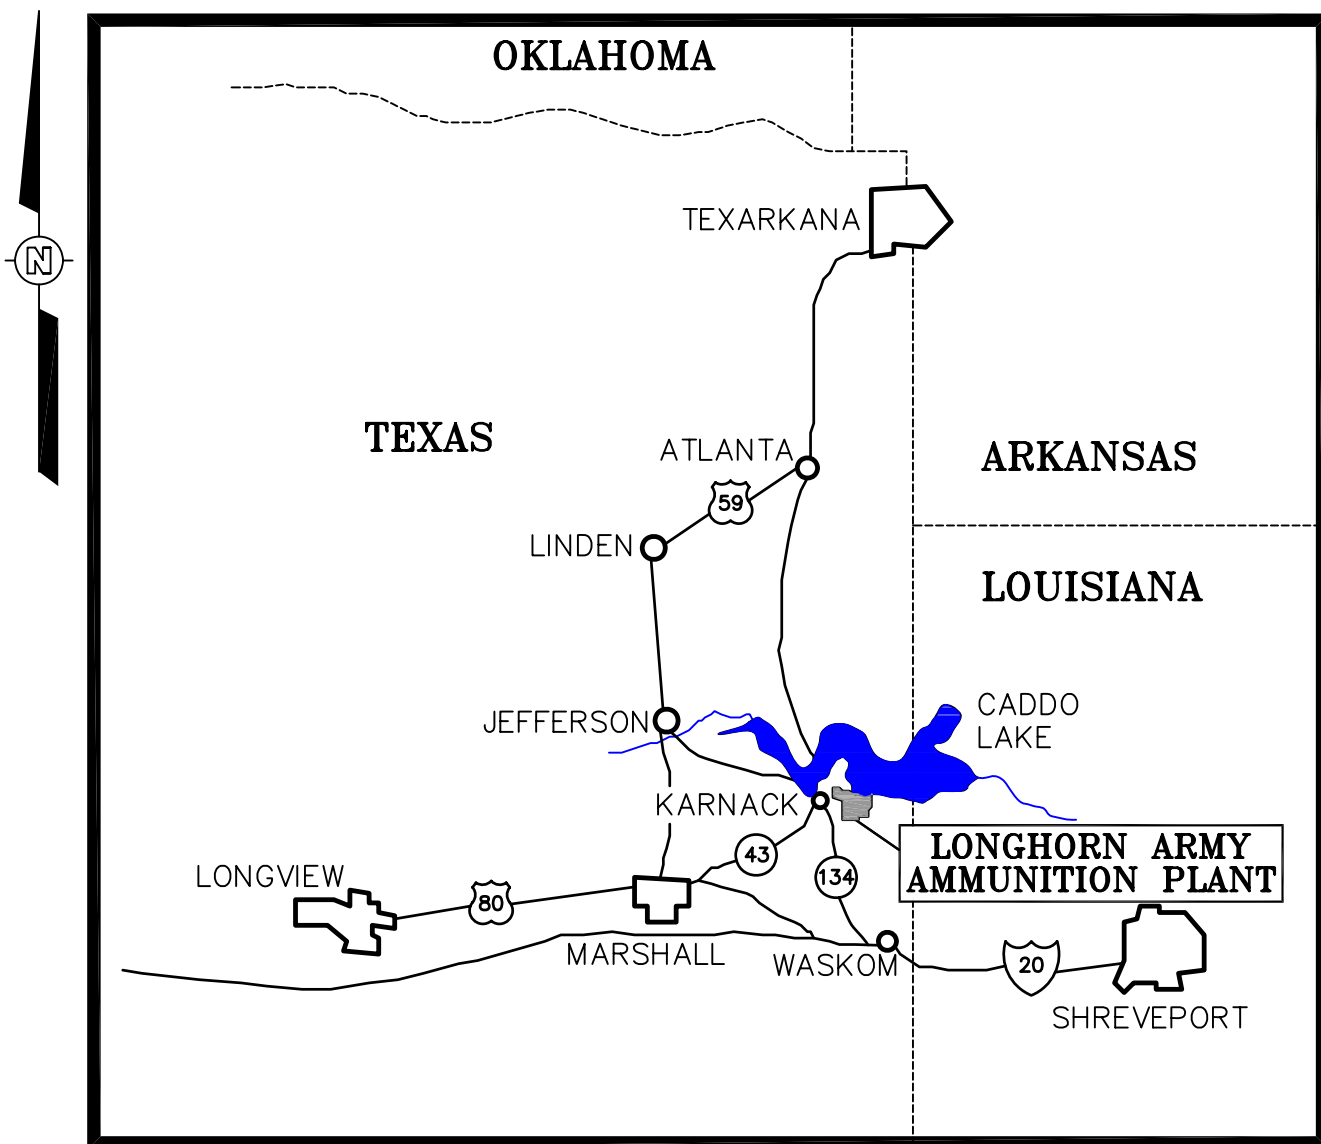 OKLAHOMA
N
TEXARKANA
TEXAS
ATLANTA
ARKANSAS
59
LINDEN
LOUISIANA
JEFFERSON
CADDO
LAKE
KARNACK
LONGHORN ARMY
AMMUNITION PLANT
43
134
LONGVIEW
80
MARSHALL
WASKOM
20
SHREVEPORT